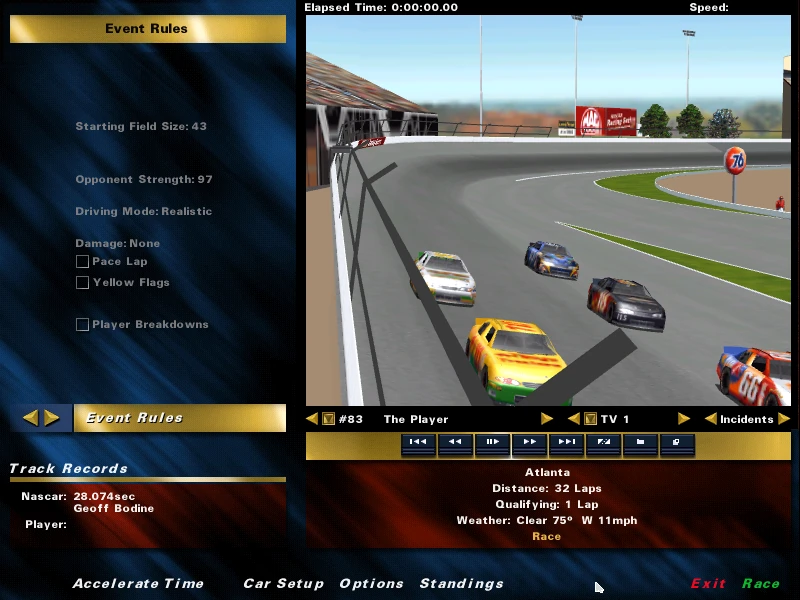 Event Rules
Elapsed Time: 0:00:00.00
Speed:
Starting Field Size: 43
Opponent Strength: 97
Driving Mode: Realistic
Damage: None
Pace Lap
Yellow Flags
Player Breakdowns
MAC
76
66
Event Rules
#83 The Player
TV 1
Incidents
Track Records
Nascar: 28.074sec
Geoff Bodine
Player:
Atlanta
Distance: 32 Laps
Qualifying: 1 Lap
Weather: Clear 75° W 11mph
Race
Accelerate Time
Car Setup
Options
Standings
Exit
Race